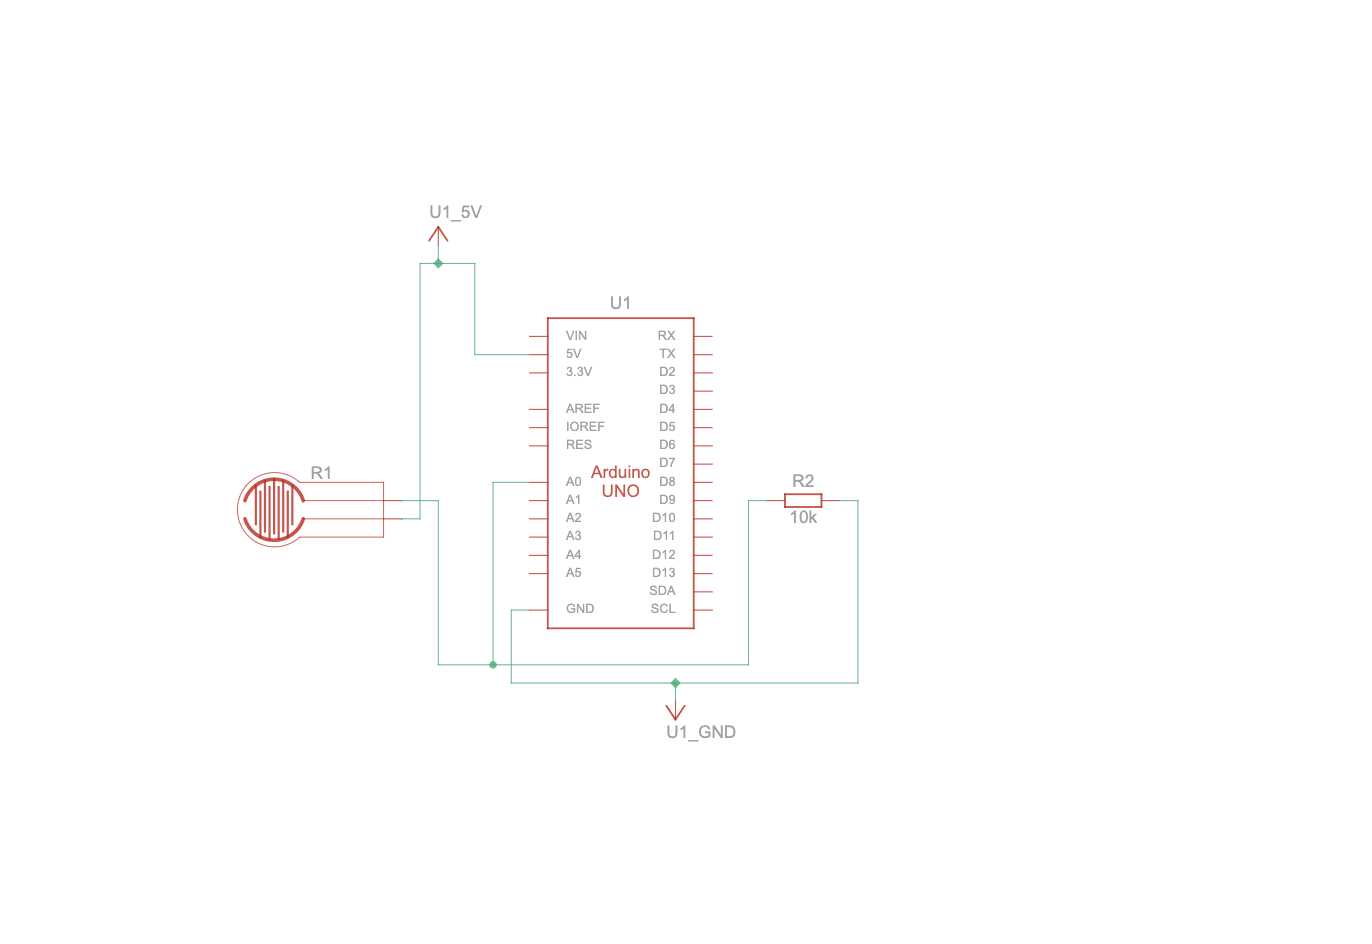 U1_5V
U1
VIN RX
5V TX
3.3V D2
D3
AREF D4
IOREF D5
RES D6
D7
Arduino
UNO
A0 D8
A1 D9
A2 D10
A3 D11
A4 D12
A5 D13
SDA
GND SCL
R1
R2
10k
U1_GND